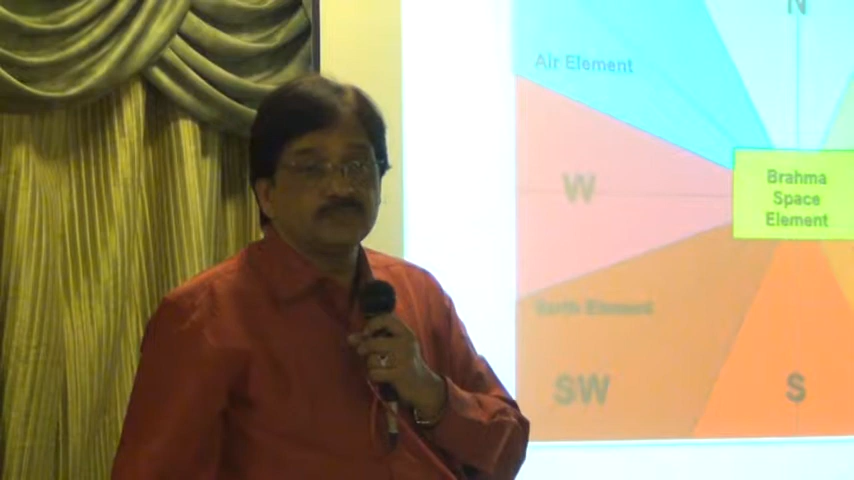 N
Air Element
W
Brahma
Space
Element
Earth Element
SW
S